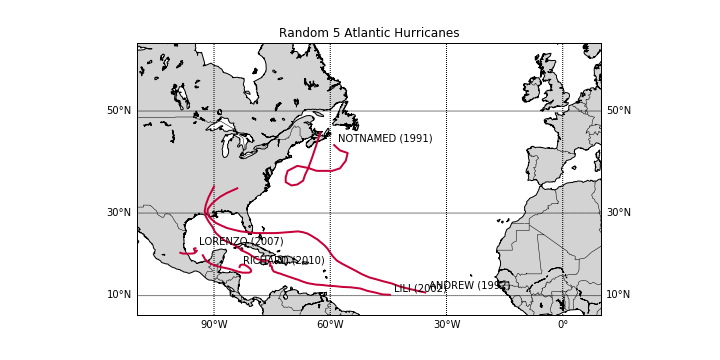 Random 5 Atlantic Hurricanes
50°N
50°N
NOTNAMED (1991)
30°N
30°N
LORENZO (2007)
RICHARD (2010)
ANDREW (1992)
LILI (2002)
10°N
10°N
90°W
60°W
30°W
0°